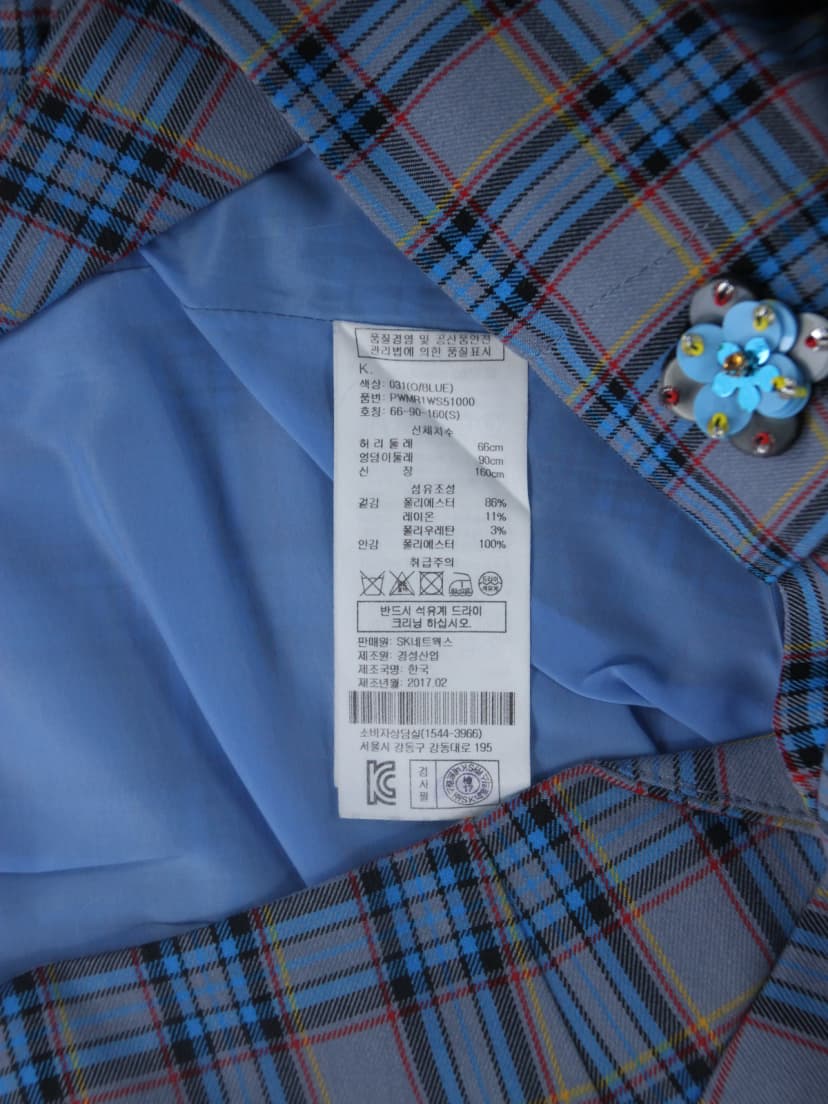 품질경영 및 공산품안전
관리법에 의한 품질표시
K.
색상: 031(O/BLUE)
품번: PWMR1WS51000
호칭: 66-90-160(S)
신체치수
허리둘레 66cm
엉덩이둘레 90cm
신 장 160cm
섬유조성
겉감 폴리에스터 86%
레이온 11%
폴리우레탄 3%
안감 폴리에스터 100%
취급주의
반드시 석유계 드라이
크리닝 하십시오.
판매원: SK네트웍스
제조원: 경성산업
제조국명: 한국
제조년월: 2017.02
소비자상담실(1544-3966)
서울시 강동구 강동대로 195
검사필